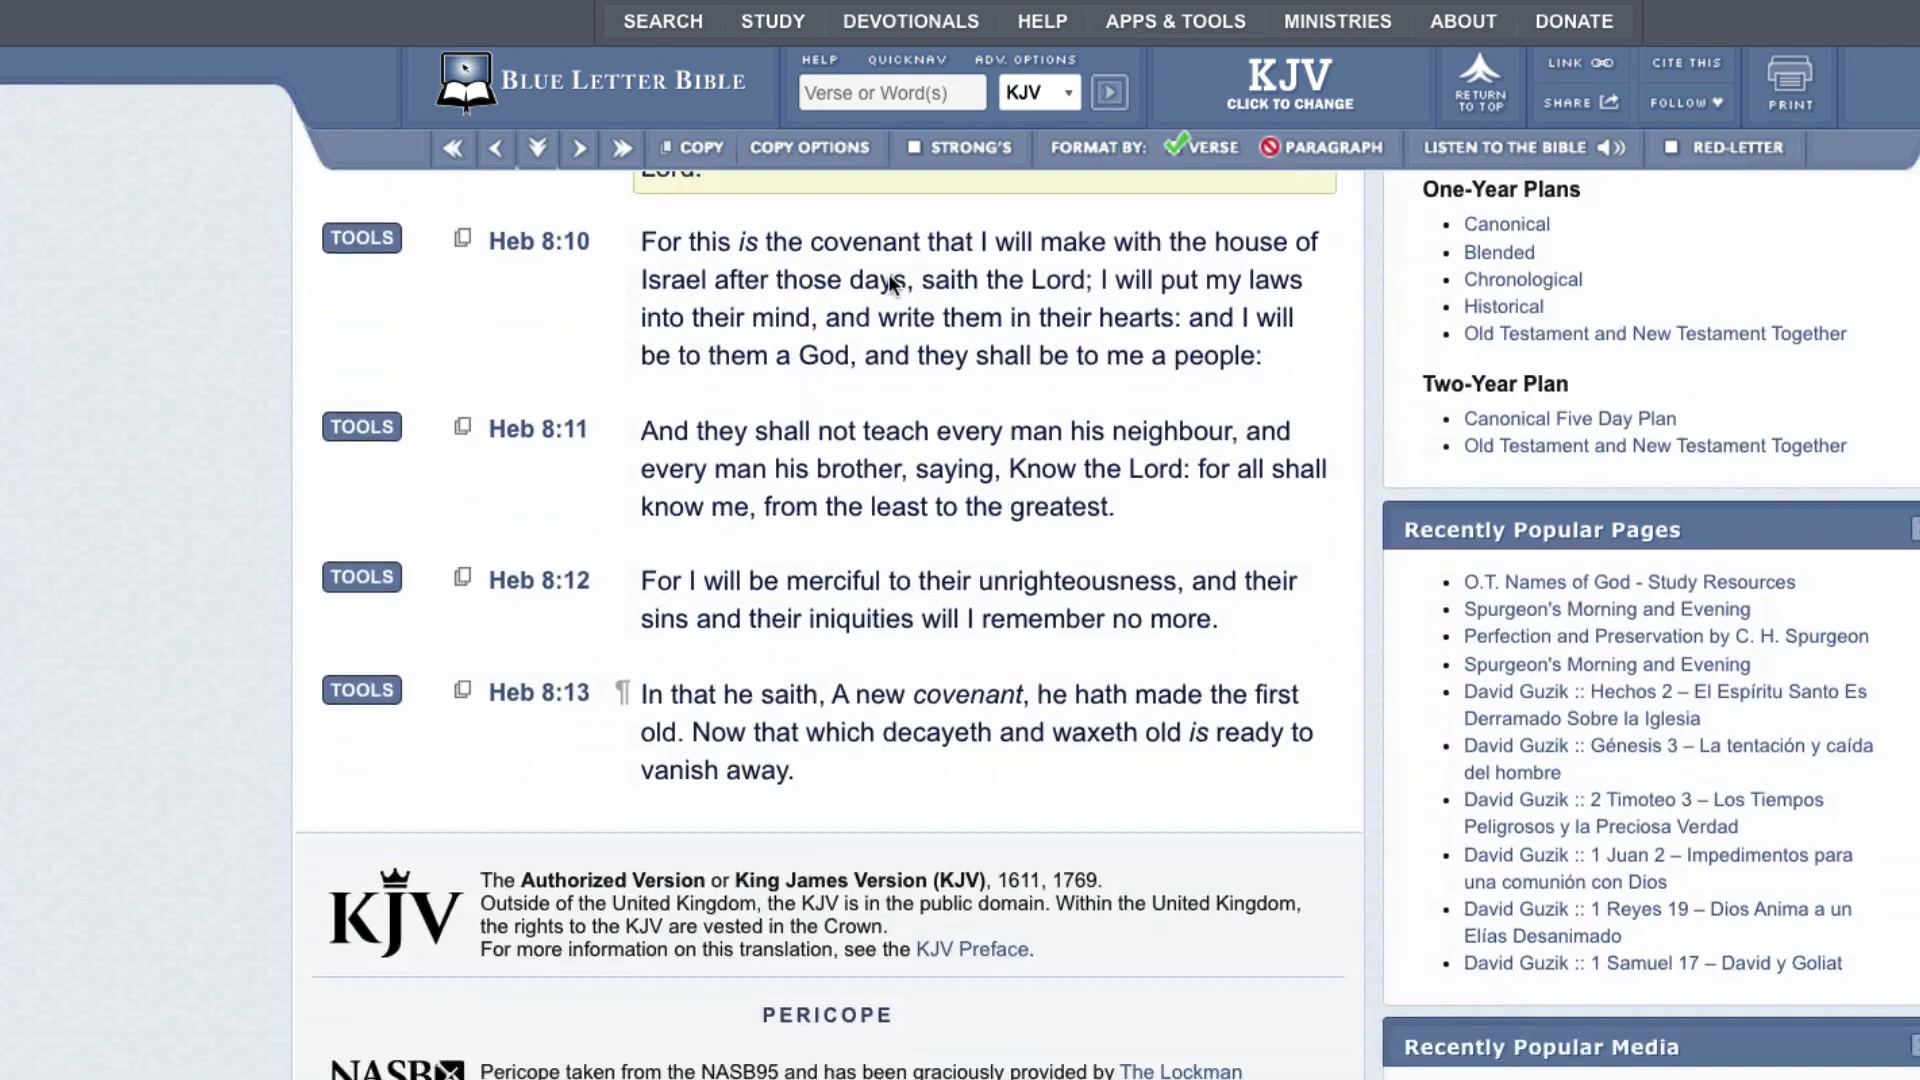 SEARCH STUDY DEVOTIONALS HELP APPS & TOOLS MINISTRIES ABOUT DONATE
BLUE LETTER BIBLE
HELP QUICKNAV ADV. OPTIONS
Verse or Word(s) KJV
KJV
CLICK TO CHANGE
RETURN
TO TOP
LINK
SHARE
CITE THIS
FOLLOW
PRINT
COPY COPY OPTIONS STRONG'S FORMAT BY: VERSE PARAGRAPH LISTEN TO THE BIBLE RED-LETTER
Lord:
TOOLS Heb 8:10 For this is the covenant that I will make with the house of
Israel after those days, saith the Lord; I will put my laws
into their mind, and write them in their hearts: and I will
be to them a God, and they shall be to me a people:
TOOLS Heb 8:11 And they shall not teach every man his neighbour, and
every man his brother, saying, Know the Lord: for all shall
know me, from the least to the greatest.
TOOLS Heb 8:12 For I will be merciful to their unrighteousness, and their
sins and their iniquities will I remember no more.
TOOLS Heb 8:13 ¶ In that he saith, A new covenant, he hath made the first
old. Now that which decayeth and waxeth old is ready to
vanish away.
KJV
The Authorized Version or King James Version (KJV), 1611, 1769.
Outside of the United Kingdom, the KJV is in the public domain. Within the United Kingdom,
the rights to the KJV are vested in the Crown.
For more information on this translation, see the KJV Preface.
PERICOPE
NASB
Pericope taken from the NASB95 and has been graciously provided by The Lockman
One-Year Plans
• Canonical
• Blended
• Chronological
• Historical
• Old Testament and New Testament Together
Two-Year Plan
• Canonical Five Day Plan
• Old Testament and New Testament Together
Recently Popular Pages
• O.T. Names of God - Study Resources
• Spurgeon's Morning and Evening
• Perfection and Preservation by C. H. Spurgeon
• Spurgeon's Morning and Evening
• David Guzik :: Hechos 2 – El Espíritu Santo Es
Derramado Sobre la Iglesia
• David Guzik :: Génesis 3 – La tentación y caída
del hombre
• David Guzik :: 2 Timoteo 3 – Los Tiempos
Peligrosos y la Preciosa Verdad
• David Guzik :: 1 Juan 2 – Impedimentos para
una comunión con Dios
• David Guzik :: 1 Reyes 19 – Dios Anima a un
Elías Desanimado
• David Guzik :: 1 Samuel 17 – David y Goliat
Recently Popular Media